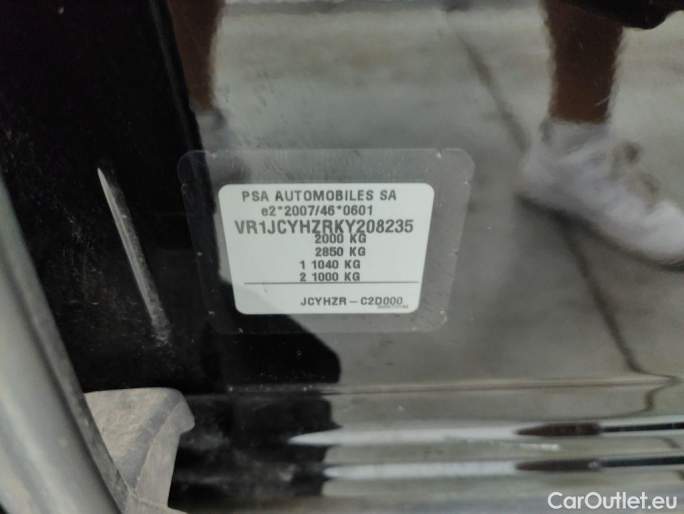 PSA AUTOMOBILES SA
e2*2007/46*0601
VR1JCYHZRKY208235
2000 KG
2850 KG
1 1040 KG
2 1000 KG
JCYHZR – C2D000
CarOutlet.eu